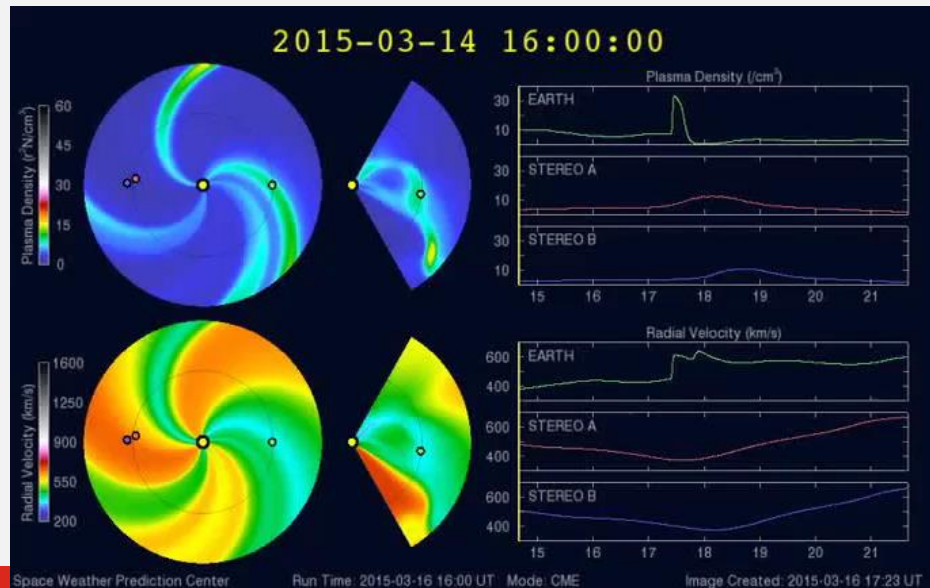 2015-03-14 16:00:00
Plasma Density (r²N/cm³)
60
45
30
15
0
Plasma Density (/cm³)
EARTH
30
10
STEREO A
30
10
STEREO B
30
10
15 16 17 18 19 20 21
Radial Velocity (km/s)
1600
1250
900
550
200
Radial Velocity (km/s)
EARTH
600
400
STEREO A
600
400
STEREO B
600
400
15 16 17 18 19 20 21
Space Weather Prediction Center Run Time: 2015-03-16 16:00 UT Mode: CME Image Created: 2015-03-16 17:23 UT